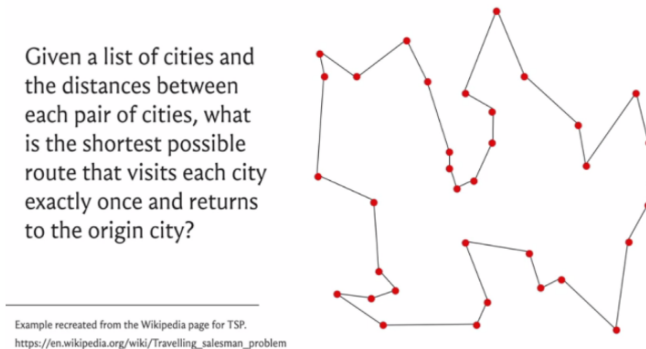 Given a list of cities and
the distances between
each pair of cities, what
is the shortest possible
route that visits each city
exactly once and returns
to the origin city?
Example recreated from the Wikipedia page for TSP.
https://en.wikipedia.org/wiki/Travelling_salesman_problem